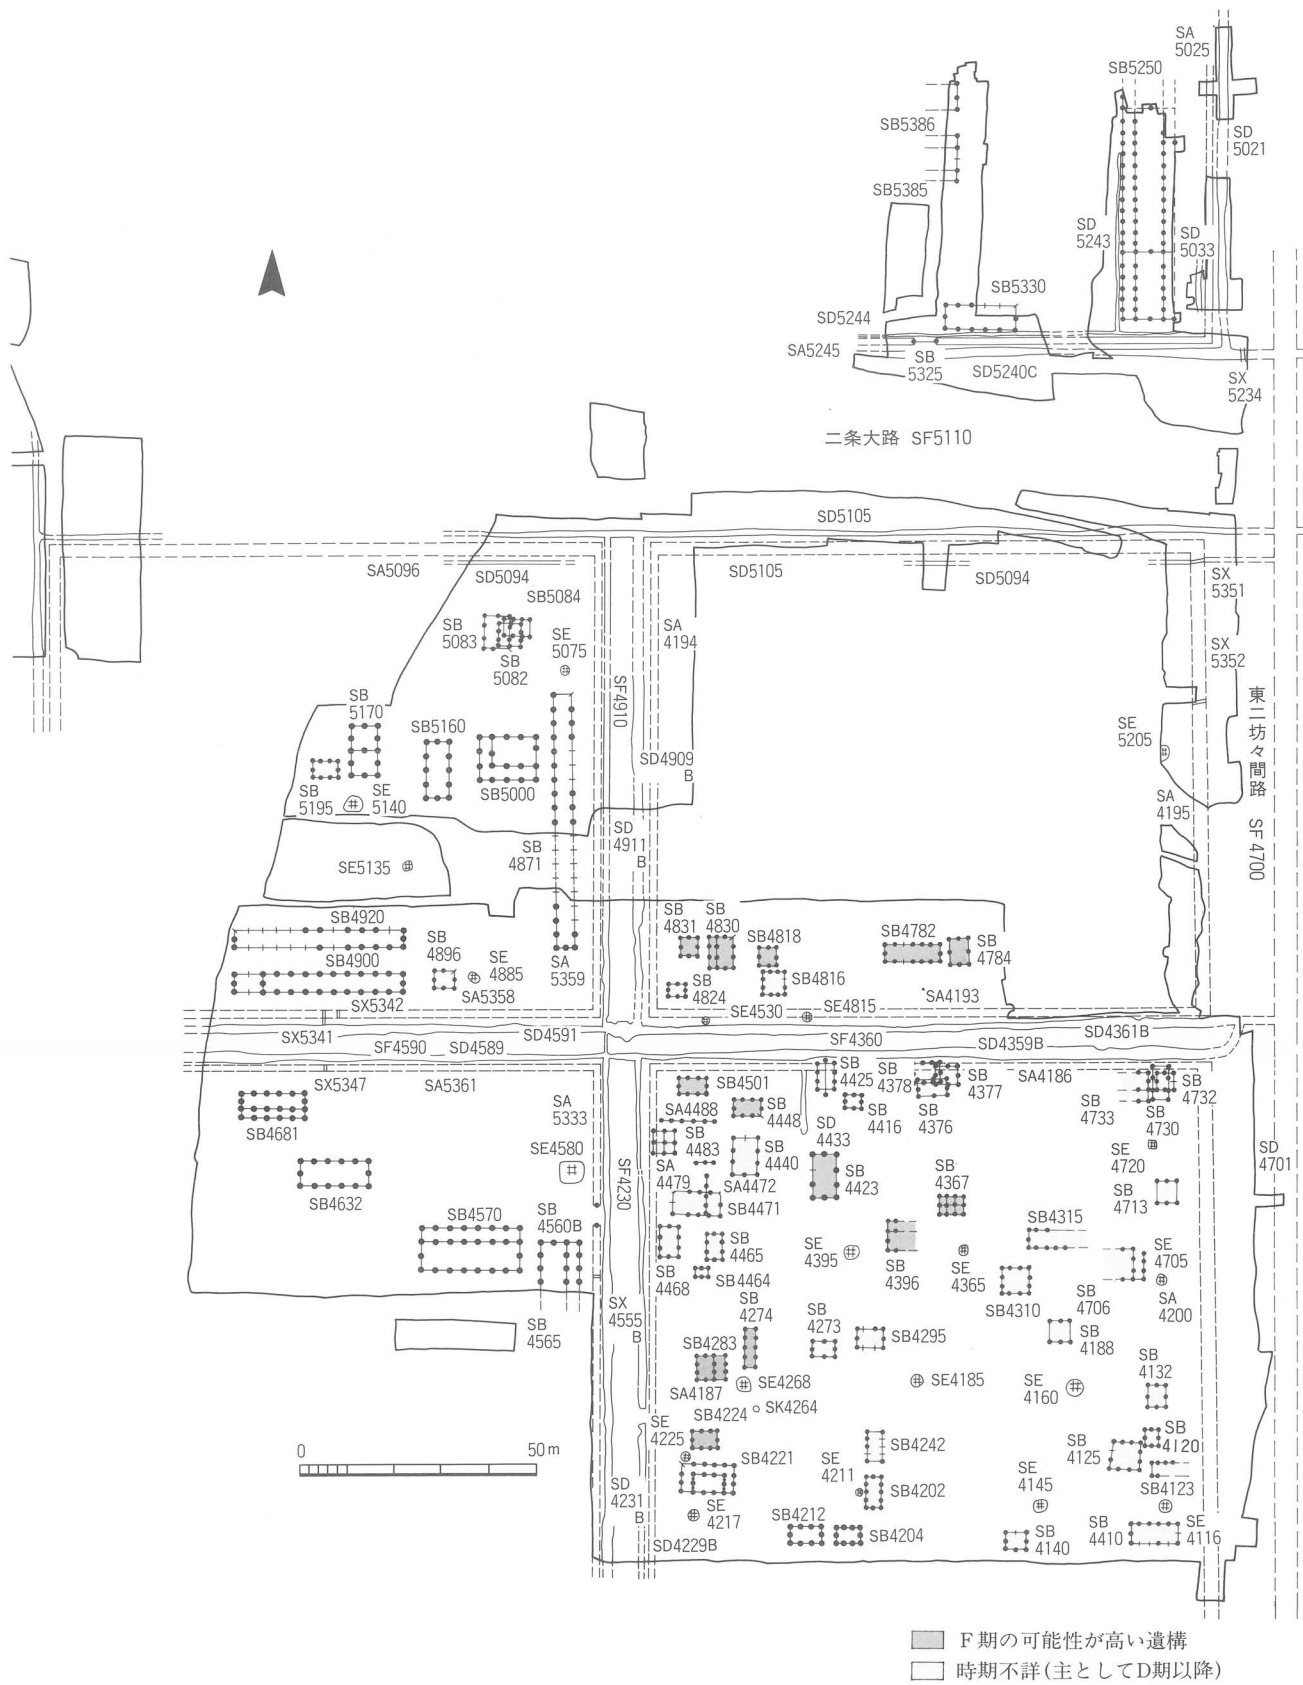 SA
5025
SB5250
SB5386
SD
5021
SB5385
SD
5243
SD
5033
SB5330
SD5244
SA5245
SB
5325
SD5240C
SX
5234
二条大路 SF5110
SD5105
SA5096
SD5094
SD5105
SD5094
SX
5351
SB5084
SB
5083
SE
5075
SA
4194
SB
5082
SX
5352
SF4910
SB
5170
SB5160
東二坊々間路 SF4700
SE
5205
SD4909
B
SB
5195
SE
5140
SB5000
SA
4195
SD
4911
B
SB
4871
SE5135
SB4920
SB
4831
SB
4830
SB4818
SB4782
SB
4784
SB4900
SB
4896
SE
4885
SA5358
SA
5359
SB
4824
SB4816
SA4193
SX5342
SE4530
SE4815
SX5341
SD4591
SD4361B
SF4590
SD4589
SF4360
SD4359B
SX5347
SA5361
SB4501
SB
4425
SB
4378
SB
4377
SA4186
SB
4732
SB
4733
SA
5333
SA4488
SB
4448
SB
4416
SB
4376
SB
4730
SB4681
SE4580
SB
4483
SB
4440
SD
4433
SE
4720
SD
4701
SA
4479
SA4472
SB
4423
SB
4367
SB
4713
SF4230
SB4632
SB4471
SB4570
SB
4560B
SB
4465
SE
4395
SB
4396
SE
4365
SB4315
SE
4705
SB
4468
SB4464
SB4310
SB
4706
SA
4200
SX
4555
B
SB
4274
SB
4273
SB4295
SB
4188
SB
4565
SB4283
SB
4132
SE4268
SE4185
SE
4160
SA4187
SK4264
SB4224
SE
4225
SB4242
SB
4125
SB
4120
0 50m
SB4221
SE
4211
SB4202
SE
4145
SB4123
SD
4231
B
SE
4217
SB4212
SB4204
SB
4140
SB
4410
SE
4116
SD4229B
F期の可能性が高い遺構
時期不詳(主としてD期以降)